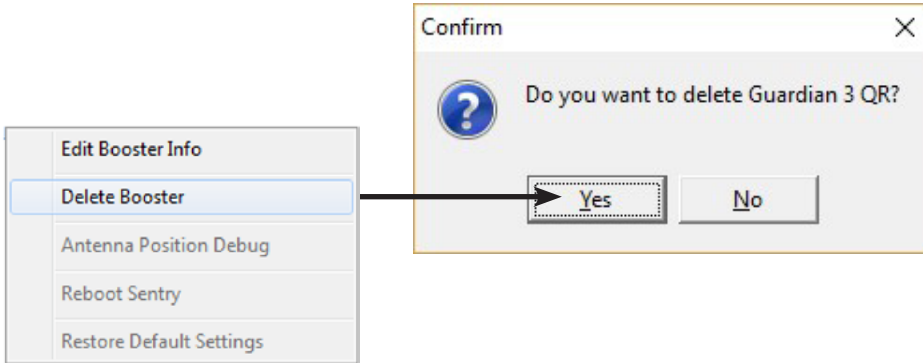 Confirm
Do you want to delete Guardian 3 QR?
Yes
No
Edit Booster Info
Delete Booster
Antenna Position Debug
Reboot Sentry
Restore Default Settings